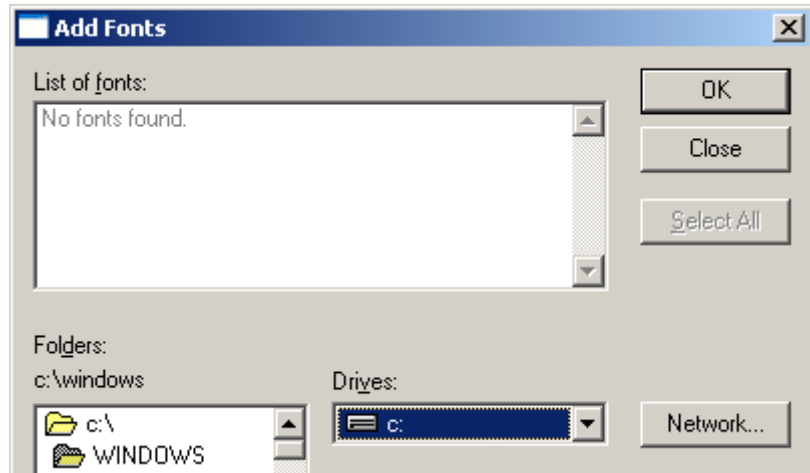 Add Fonts
List of fonts:
No fonts found.
OK
Close
Select All
Folders:
c:\windows
Drives:
c:\
WINDOWS
c:
Network...